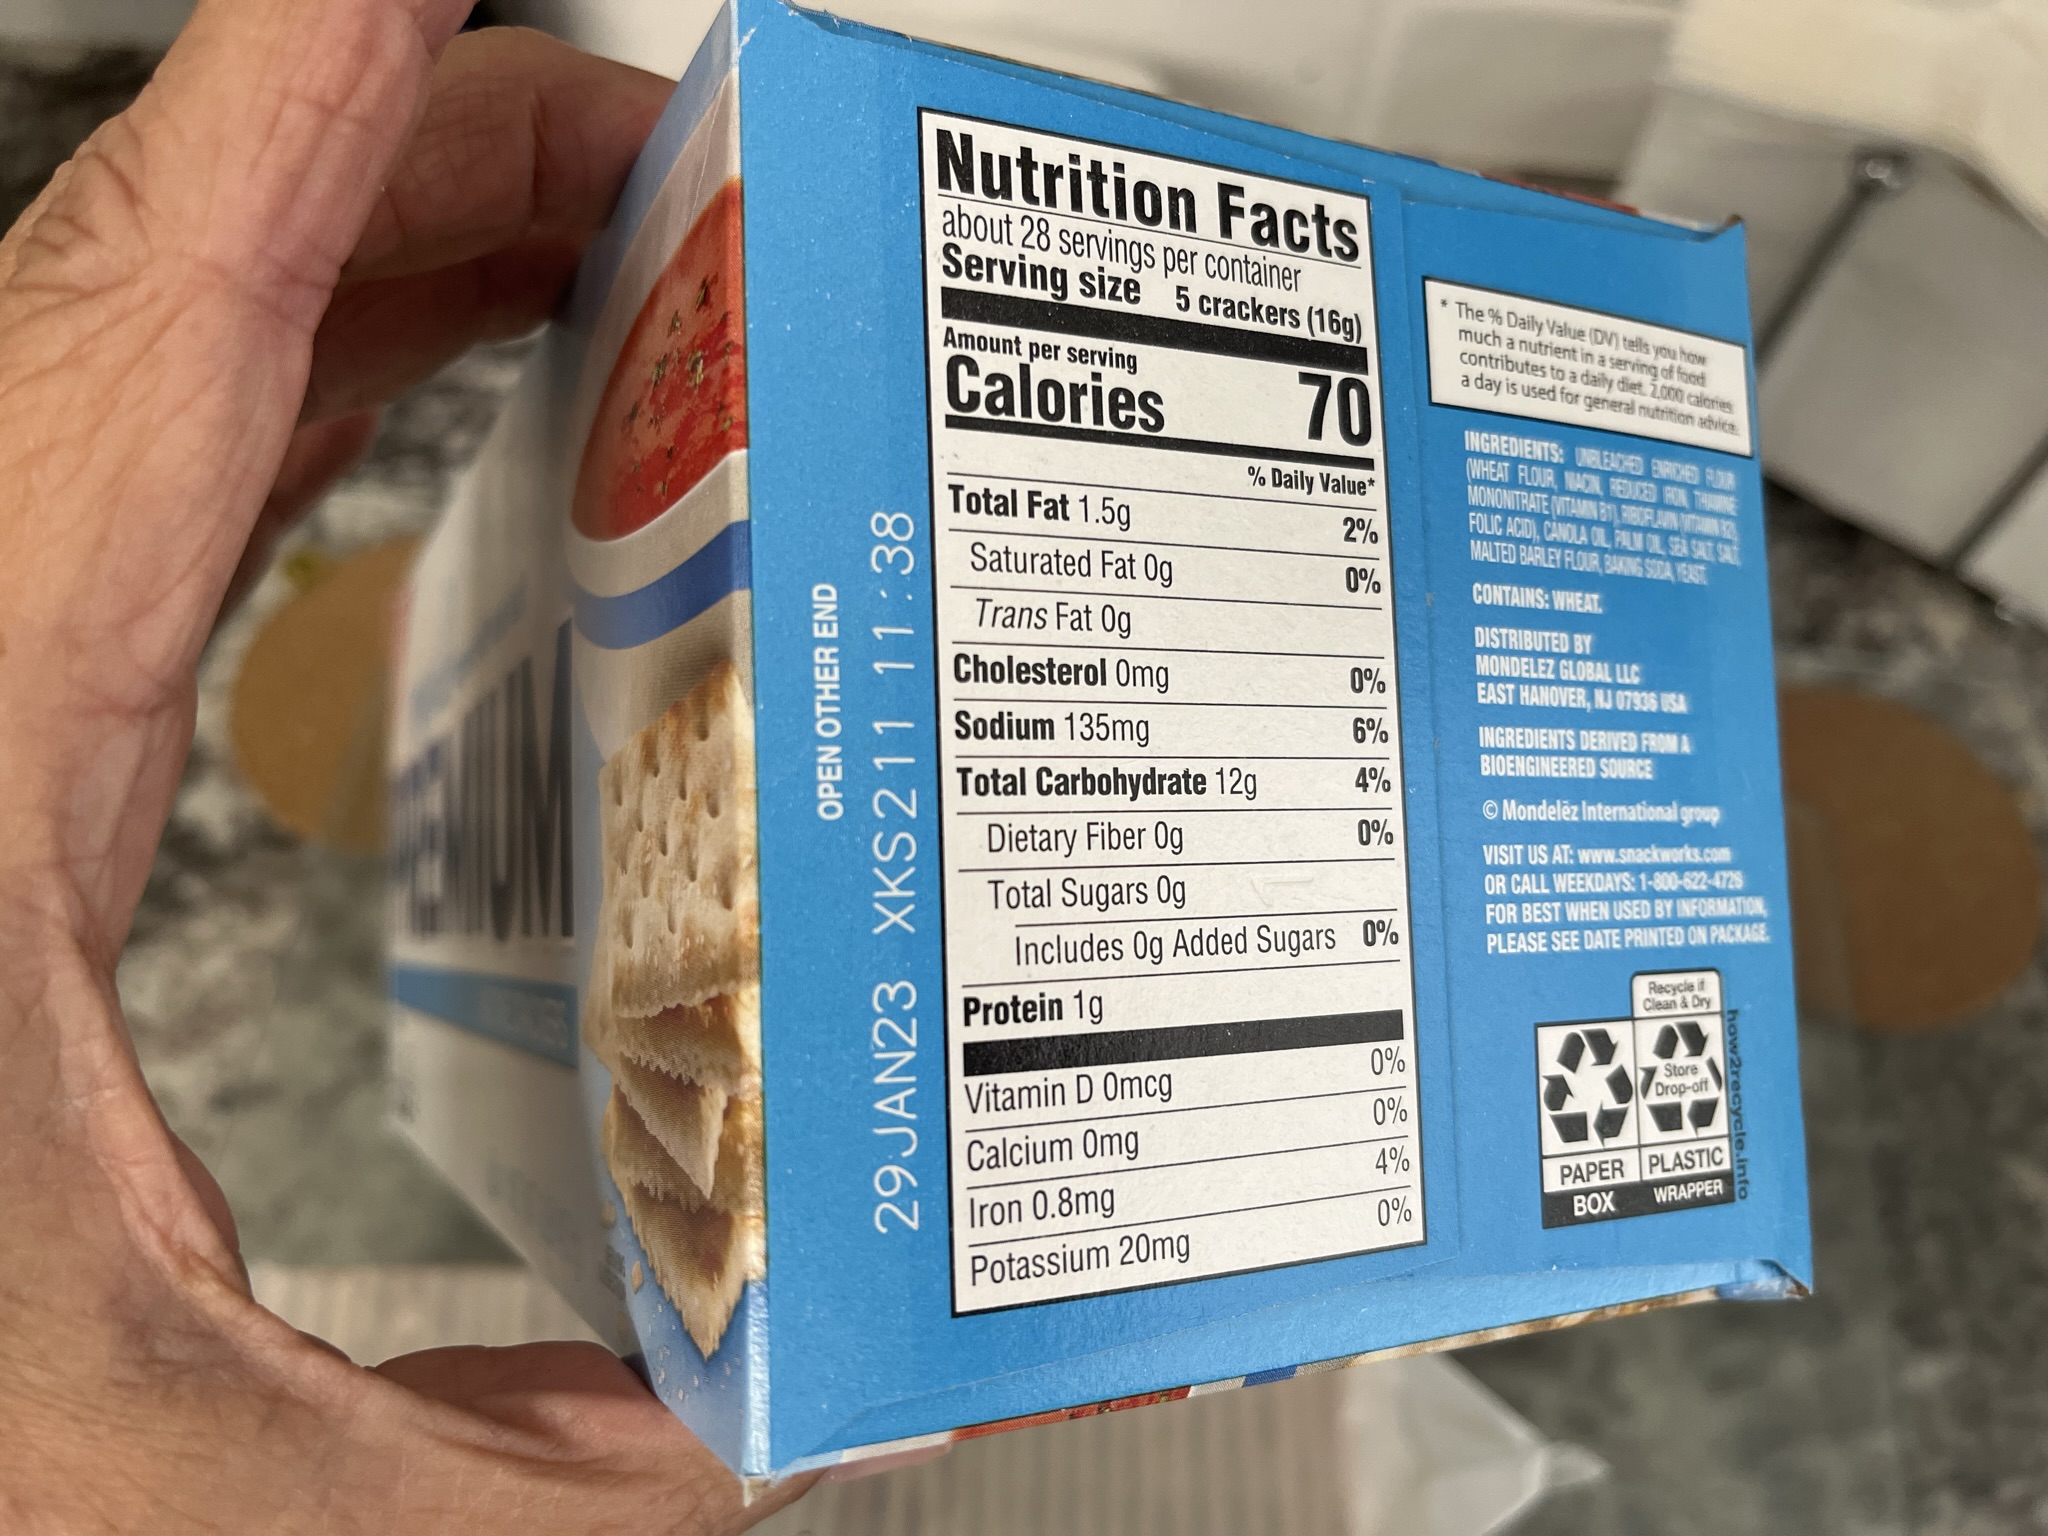 PREMIUM
OPEN OTHER END
29JAN23 XKS211 11:38
Nutrition Facts
about 28 servings per container
Serving size 5 crackers (16g)
Amount per serving
Calories 70
% Daily Value*
Total Fat 1.5g 2%
Saturated Fat 0g 0%
Trans Fat 0g
Cholesterol 0mg 0%
Sodium 135mg 6%
Total Carbohydrate 12g 4%
Dietary Fiber 0g 0%
Total Sugars 0g
Includes 0g Added Sugars 0%
Protein 1g
Vitamin D 0mcg 0%
Calcium 0mg 0%
Iron 0.8mg 4%
Potassium 20mg 0%
* The % Daily Value (DV) tells you how
much a nutrient in a serving of food
contributes to a daily diet. 2,000 calories
a day is used for general nutrition advice.
INGREDIENTS: UNBLEACHED ENRICHED FLOUR
(WHEAT FLOUR, NIACIN, REDUCED IRON, THIAMINE
MONONITRATE (VITAMIN B1), RIBOFLAVIN (VITAMIN B2),
FOLIC ACID), CANOLA OIL, PALM OIL, SEA SALT, SALT,
MALTED BARLEY FLOUR, BAKING SODA, YEAST.
CONTAINS: WHEAT.
DISTRIBUTED BY
MONDELEZ GLOBAL LLC
EAST HANOVER, NJ 07936 USA
INGREDIENTS DERIVED FROM A
BIOENGINEERED SOURCE
© Mondelēz International group
VISIT US AT: www.snackworks.com
OR CALL WEEKDAYS: 1-800-622-4726
FOR BEST WHEN USED BY INFORMATION,
PLEASE SEE DATE PRINTED ON PACKAGE.
Recycle if
Clean & Dry
Store
Drop-off
PAPER
BOX
PLASTIC
WRAPPER
how2recycle.info